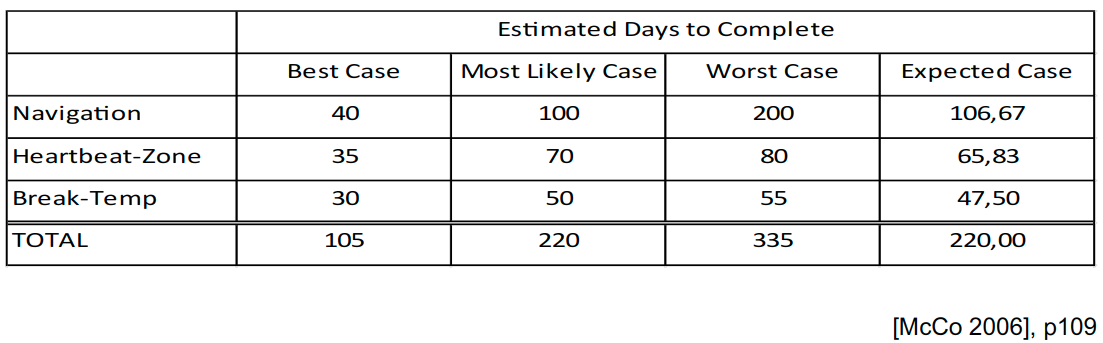 Estimated Days to Complete
Best Case Most Likely Case Worst Case Expected Case
Navigation 40 100 200 106,67
Heartbeat-Zone 35 70 80 65,83
Break-Temp 30 50 55 47,50
TOTAL 105 220 335 220,00
[McCo 2006], p109